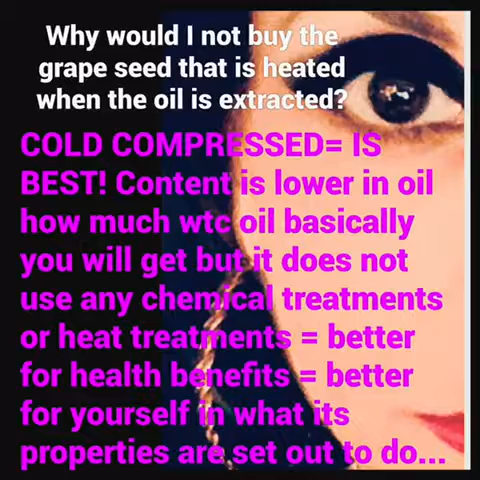 Why would I not buy the
grape seed that is heated
when the oil is extracted?
COLD COMPRESSED= IS
BEST! Content is lower in oil
how much wtc oil basically
you will get but it does not
use any chemical treatments
or heat treatments = better
for health benefits = better
for yourself in what its
properties are set out to do...